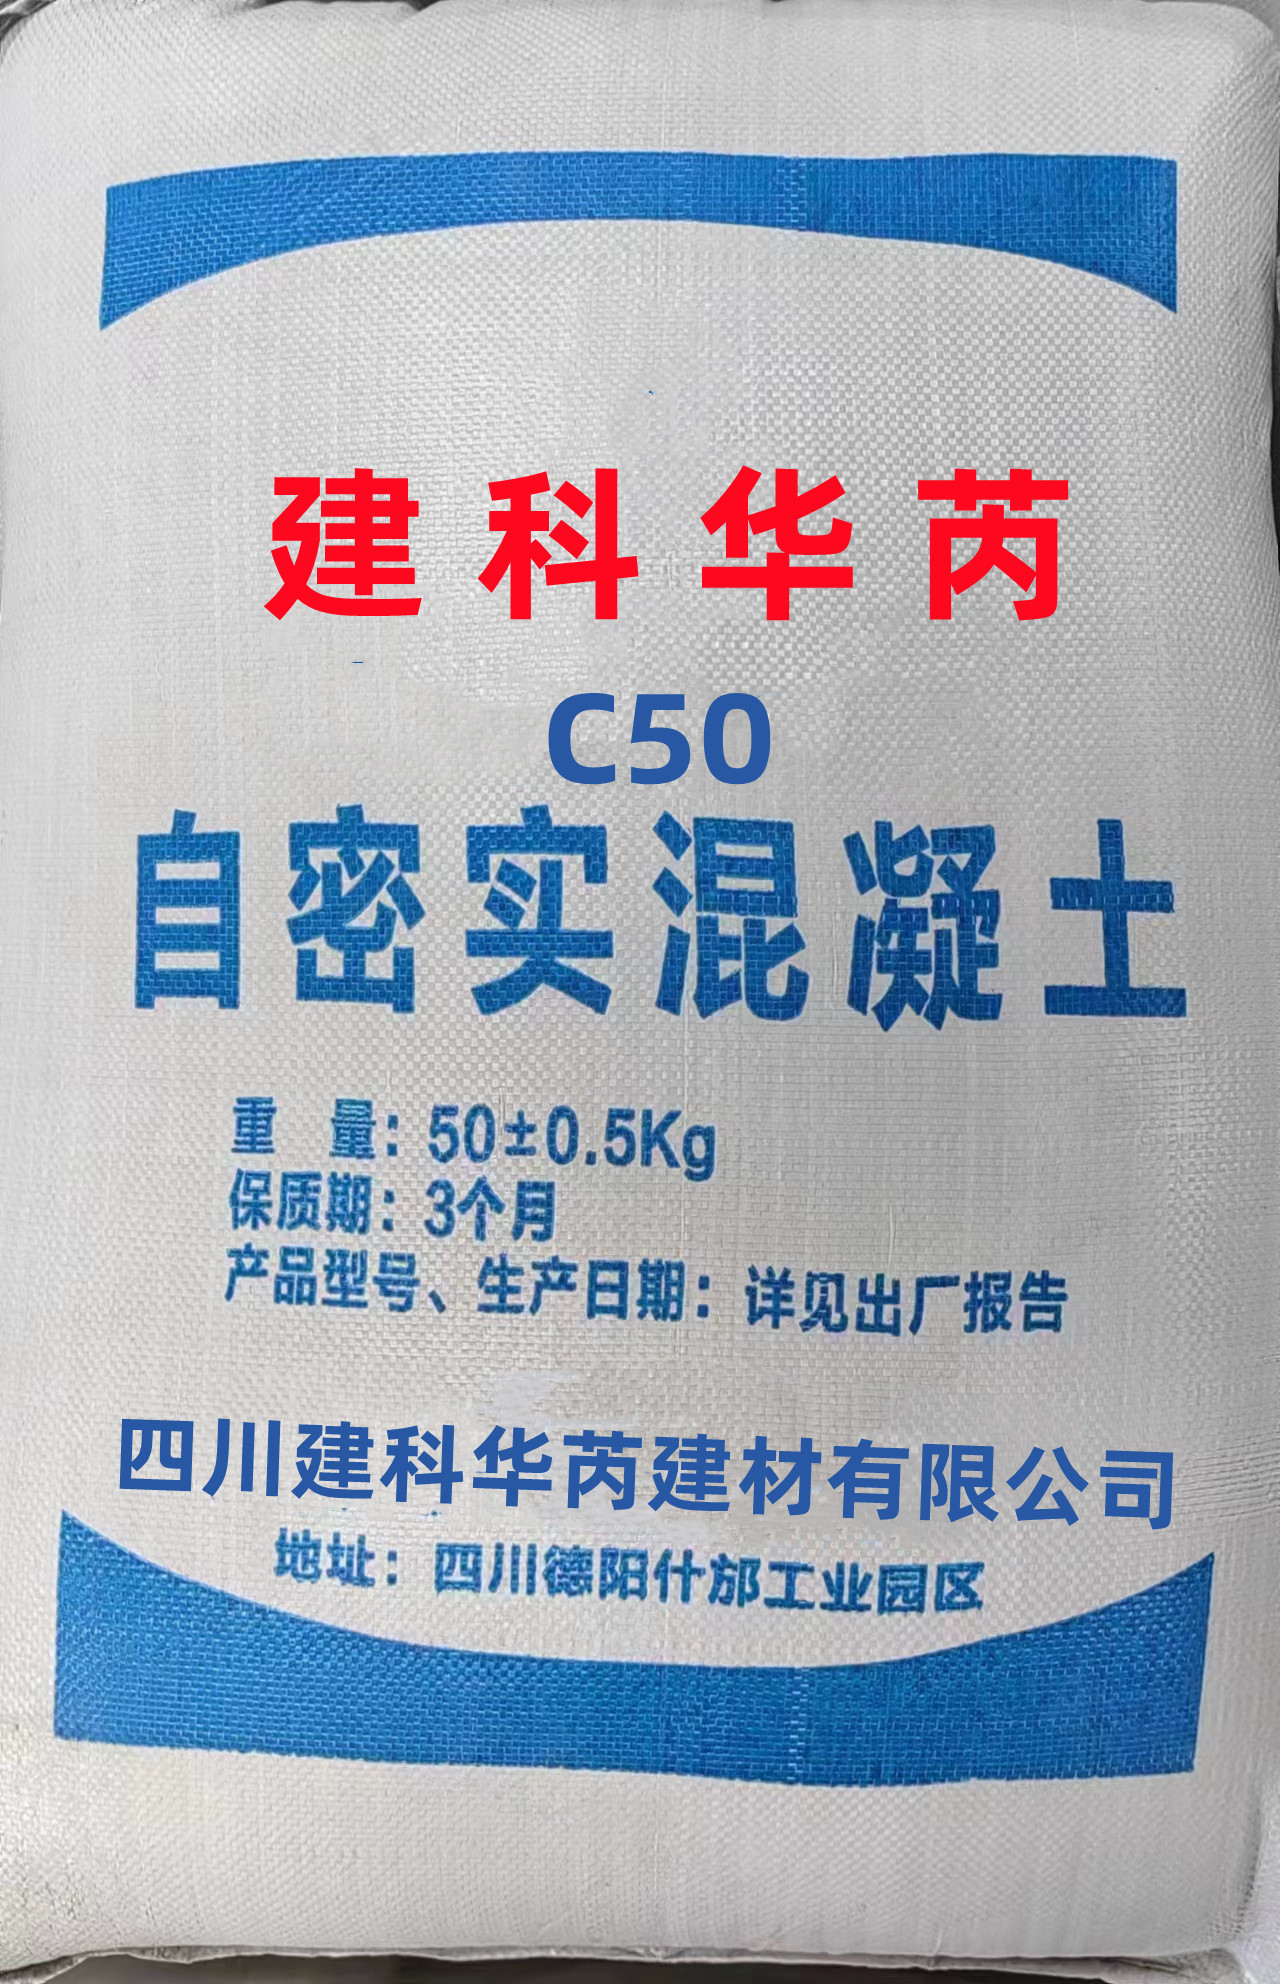 建科华芮
C50
自密实混凝土
重 量：50±0.5Kg
保质期：3个月
产品型号、生产日期：详见出厂报告
四川建科华芮建材有限公司
地址：四川德阳什邡工业园区